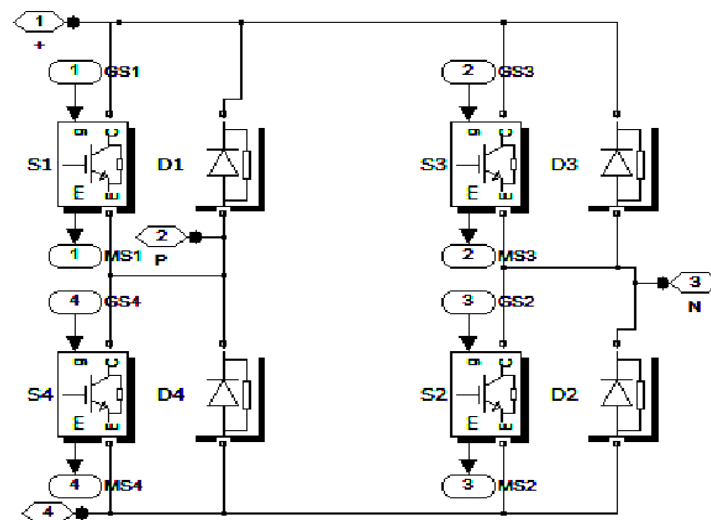 1
+
1 GS1
2 GS3
g C
S1
E E
D1
g C
S3
E E
D3
2
P
1 MS1
2 MS3
3
N
4 GS4
3 GS2
g C
S4
E E
D4
g C
S2
E E
D2
4 MS4
3 MS2
4